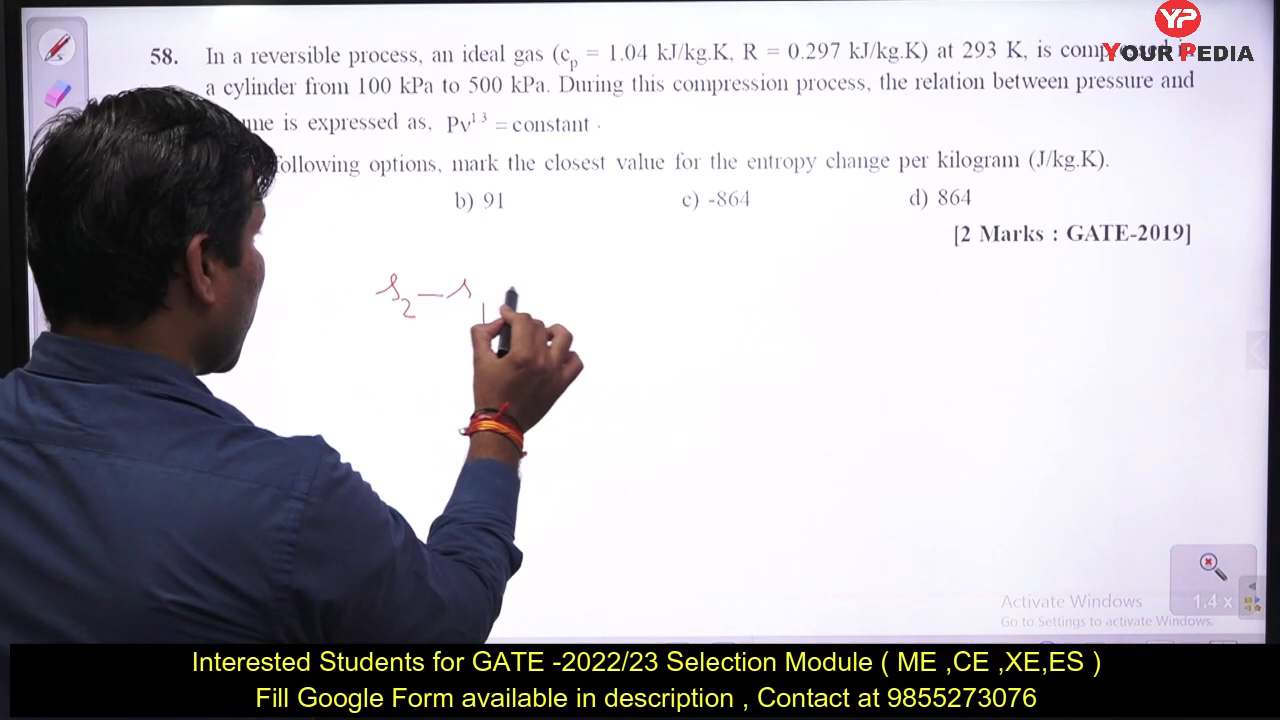 YP
YOUR PEDIA
58. In a reversible process, an ideal gas (cp = 1.04 kJ/kg.K, R = 0.297 kJ/kg.K) at 293 K, is
a cylinder from 100 kPa to 500 kPa. During this compression process, the relation between pressure and
is expressed as, Pv^1.3 = constant.
following options, mark the closest value for the entropy change per kilogram (J/kg.K).
b) 91 c) -864 d) 864
[2 Marks : GATE-2019]
s2 - s1
1.4 x
Activate Windows
Go to Settings to activate Windows.
Interested Students for GATE -2022/23 Selection Module ( ME ,CE ,XE,ES )
Fill Google Form available in description , Contact at 9855273076